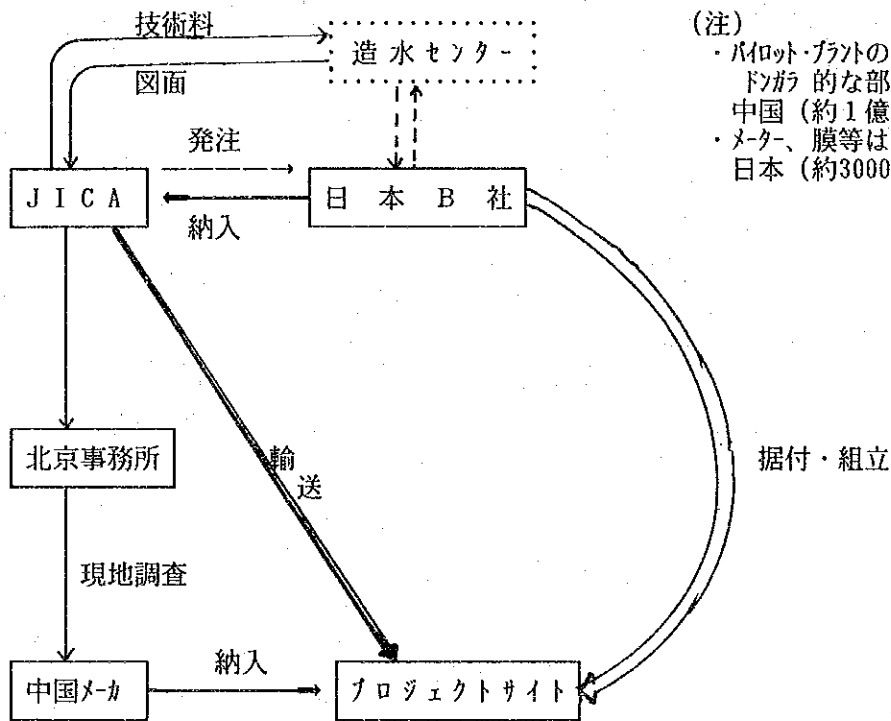 技術料
造水センター
図面
(注)
・パイロット・プラントの
ドンガラ 的な部
中国 (約1億
・メーター、膜等は
日本 (約3000
発注
JICA
日本B社
納入
輸送
北京事務所
据付・組立
現地調査
中国メーカ
納入
プロジェクトサイト